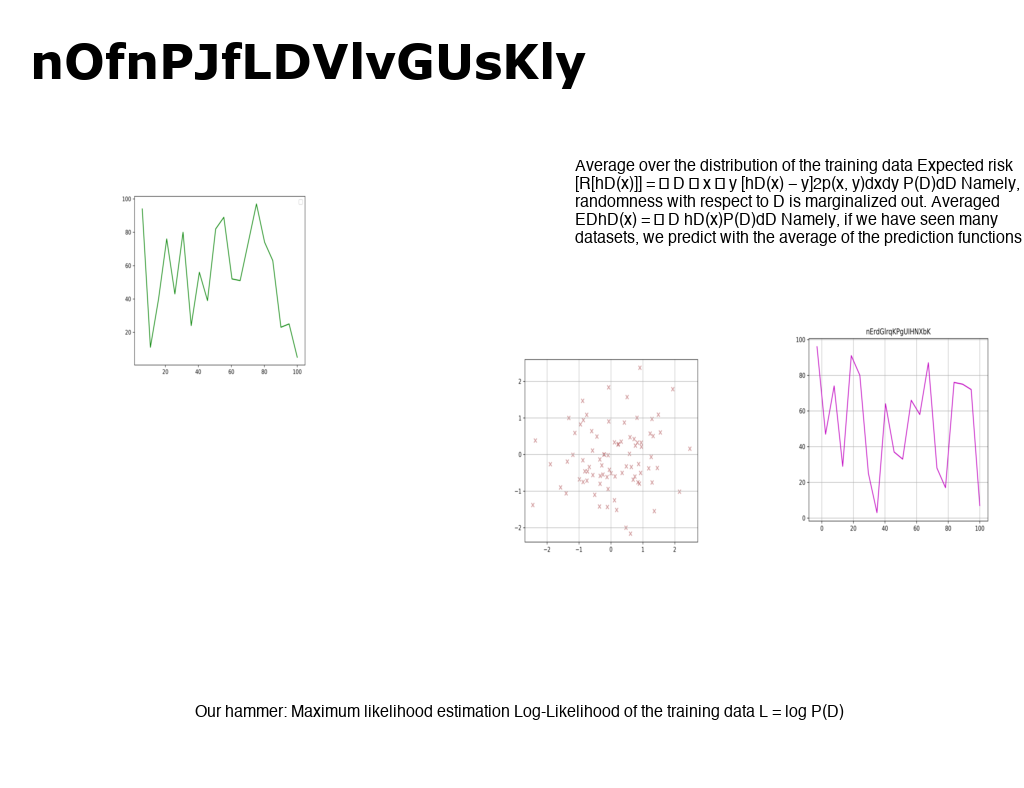 nOfnPJfLDVlvGUsKly
Average over the distribution of the training data Expected risk
[R[hD(x)]] = □ D □ x □ y [hD(x) – y]2p(x, y)dxdy P(D)dD Namely,
randomness with respect to D is marginalized out. Averaged
EDhD(x) = □ D hD(x)P(D)dD Namely, if we have seen many
datasets, we predict with the average of the prediction functions
100
80
60
40
20
20 40 60 80 100
2
1
0
−1
−2
−2 −1 0 1 2
100
80
60
40
20
0
0 20 40 60 80 100
Our hammer: Maximum likelihood estimation Log-Likelihood of the training data L = log P(D)